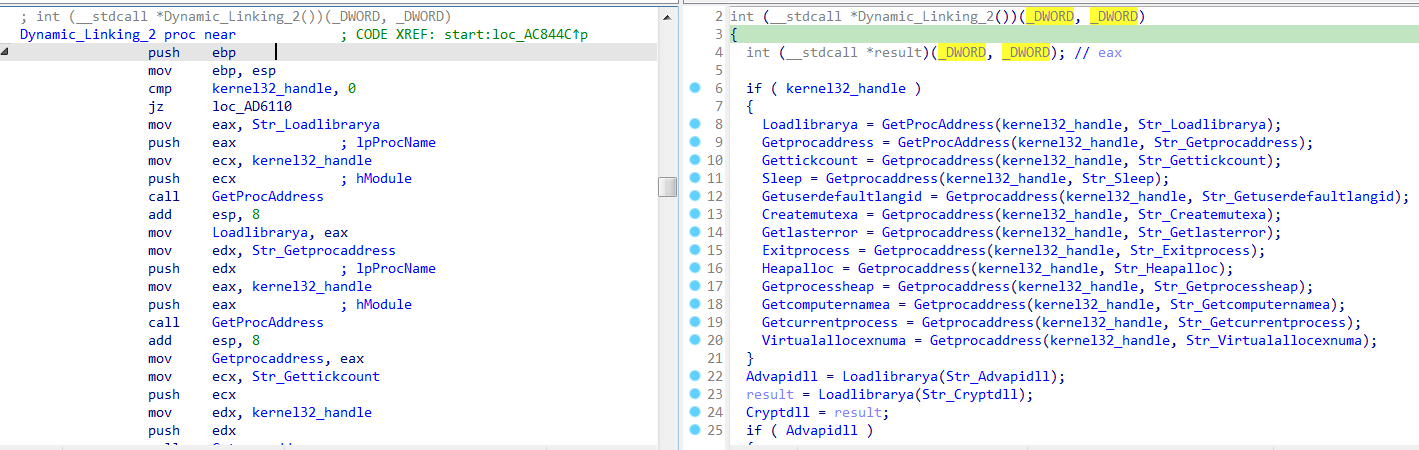 ; int (__stdcall *Dynamic_Linking_2())(_DWORD, _DWORD)
Dynamic_Linking_2 proc near ; CODE XREF: start:loc_AC844C↑p
push ebp
mov ebp, esp
cmp kernel32_handle, 0
jz loc_AD6110
mov eax, Str_Loadlibrarya
push eax ; lpProcName
mov ecx, kernel32_handle
push ecx ; hModule
call GetProcAddress
add esp, 8
mov Loadlibrarya, eax
mov edx, Str_Getprocaddress
push edx ; lpProcName
mov eax, kernel32_handle
push eax ; hModule
call GetProcAddress
add esp, 8
mov Getprocaddress, eax
mov ecx, Str_Gettickcount
push ecx
mov edx, kernel32_handle
push edx
2 int (__stdcall *Dynamic_Linking_2())(_DWORD, _DWORD)
3 {
4 int (__stdcall *result)(_DWORD, _DWORD); // eax
5
6 if ( kernel32_handle )
7 {
8 Loadlibrarya = GetProcAddress(kernel32_handle, Str_Loadlibrarya);
9 Getprocaddress = GetProcAddress(kernel32_handle, Str_Getprocaddress);
10 Gettickcount = Getprocaddress(kernel32_handle, Str_Gettickcount);
11 Sleep = Getprocaddress(kernel32_handle, Str_Sleep);
12 Getuserdefaultlangid = Getprocaddress(kernel32_handle, Str_Getuserdefaultlangid);
13 Createmutexa = Getprocaddress(kernel32_handle, Str_Createmutexa);
14 Getlasterror = Getprocaddress(kernel32_handle, Str_Getlasterror);
15 Exitprocess = Getprocaddress(kernel32_handle, Str_Exitprocess);
16 Heapalloc = Getprocaddress(kernel32_handle, Str_Heapalloc);
17 Getprocessheap = Getprocaddress(kernel32_handle, Str_Getprocessheap);
18 Getcomputernamea = Getprocaddress(kernel32_handle, Str_Getcomputernamea);
19 Getcurrentprocess = Getprocaddress(kernel32_handle, Str_Getcurrentprocess);
20 Virtualallocexnuma = Getprocaddress(kernel32_handle, Str_Virtualallocexnuma);
21 }
22 Advapidll = Loadlibrarya(Str_Advapidll);
23 result = Loadlibrarya(Str_Cryptdll);
24 Cryptdll = result;
25 if ( Advapidll )